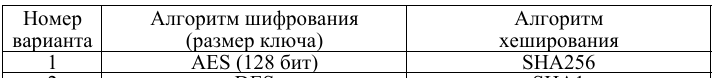 Номер варианта Алгоритм шифрования (размер ключа) Алгоритм хеширования
1 AES (128 бит) SHA256